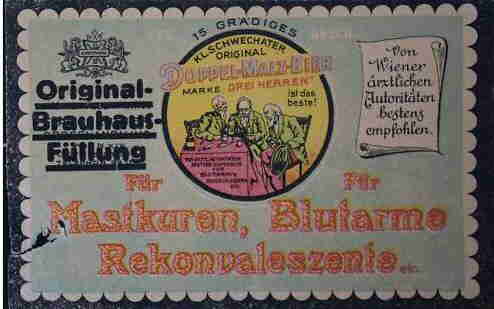 15 GRÄDIGES
KL. SCHWECHATER
ORIGINAL
DOPPEL-MALZ-BIER
MARKE „DREI HERREN"
ist das
beste!
Original-
Brauhaus-
Füllung
Von
Wiener
ärztlichen
Autoritäten
bestens
empfohlen.
Für Für
Mastkuren, Blutarme
Rekonvaleszente etc.